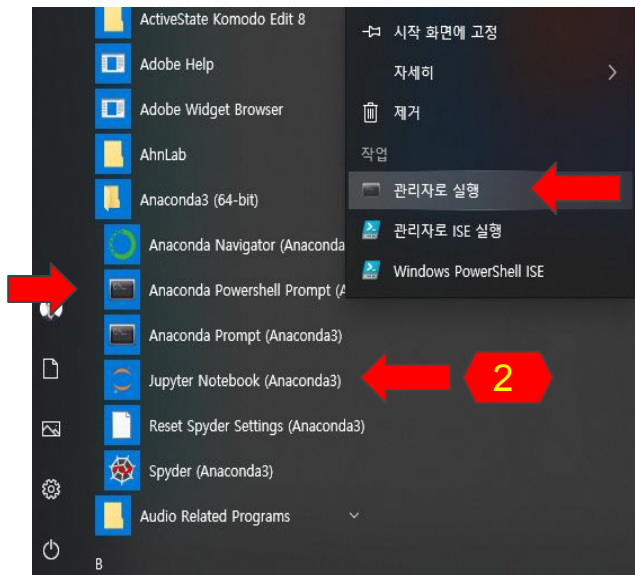 ActiveState Komodo Edit 8
Adobe Help
Adobe Widget Browser
AhnLab
Anaconda3 (64-bit)
Anaconda Navigator (Anaconda
Anaconda Powershell Prompt (A
Anaconda Prompt (Anaconda3)
Jupyter Notebook (Anaconda3)
2
Reset Spyder Settings (Anaconda3)
Spyder (Anaconda3)
Audio Related Programs
B
시작 화면에 고정
자세히
제거
작업
관리자로 실행
관리자로 ISE 실행
Windows PowerShell ISE